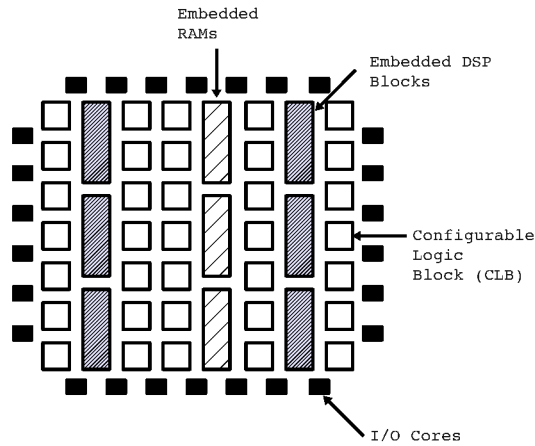 Embedded
RAMs
Embedded DSP
Blocks
Configurable
Logic
Block (CLB)
I/O Cores